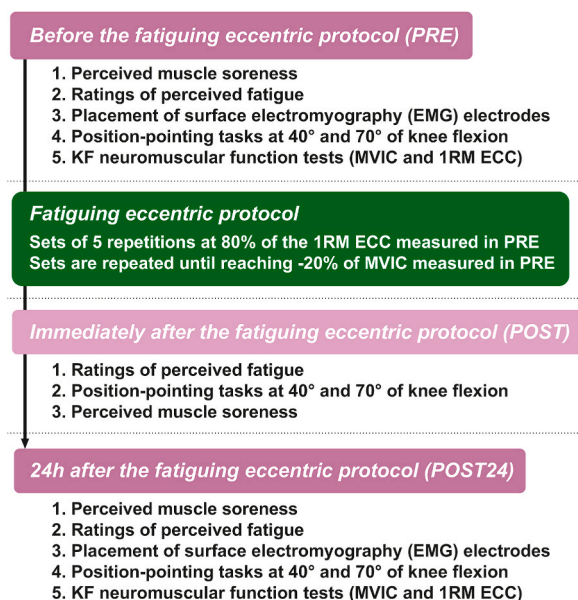 Before the fatiguing eccentric protocol (PRE)
1. Perceived muscle soreness
2. Ratings of perceived fatigue
3. Placement of surface electromyography (EMG) electrodes
4. Position-pointing tasks at 40° and 70° of knee flexion
5. KF neuromuscular function tests (MVIC and 1RM ECC)
Fatiguing eccentric protocol
Sets of 5 repetitions at 80% of the 1RM ECC measured in PRE
Sets are repeated until reaching -20% of MVIC measured in PRE
Immediately after the fatiguing eccentric protocol (POST)
1. Ratings of perceived fatigue
2. Position-pointing tasks at 40° and 70° of knee flexion
3. Perceived muscle soreness
24h after the fatiguing eccentric protocol (POST24)
1. Perceived muscle soreness
2. Ratings of perceived fatigue
3. Placement of surface electromyography (EMG) electrodes
4. Position-pointing tasks at 40° and 70° of knee flexion
5. KF neuromuscular function tests (MVIC and 1RM ECC)